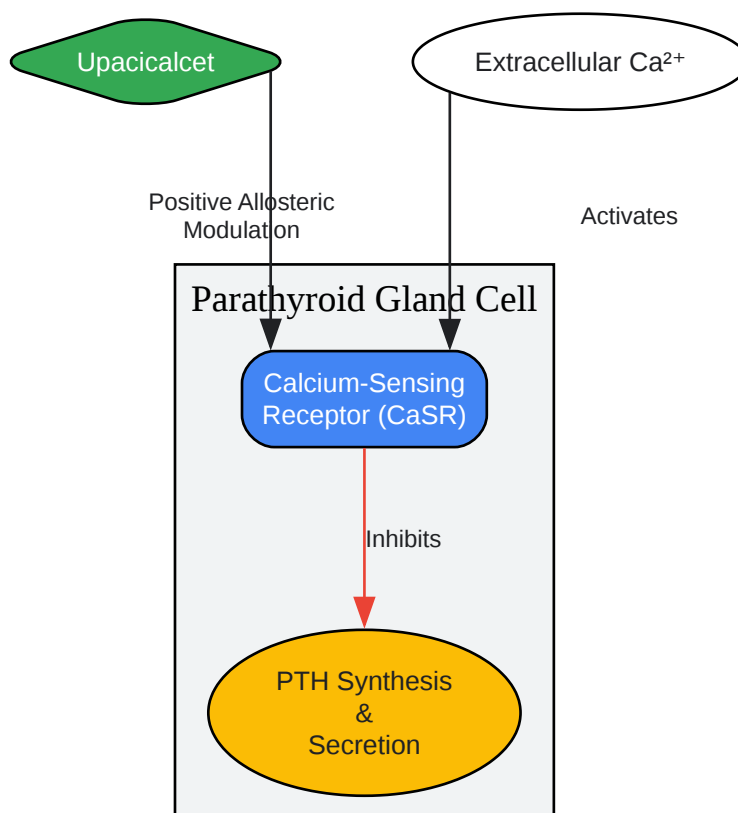 Upacicalcet
Extracellular Ca²⁺
Positive Allosteric
Modulation
Activates
Parathyroid Gland Cell
Calcium-Sensing
Receptor (CaSR)
Inhibits
PTH Synthesis
&
Secretion